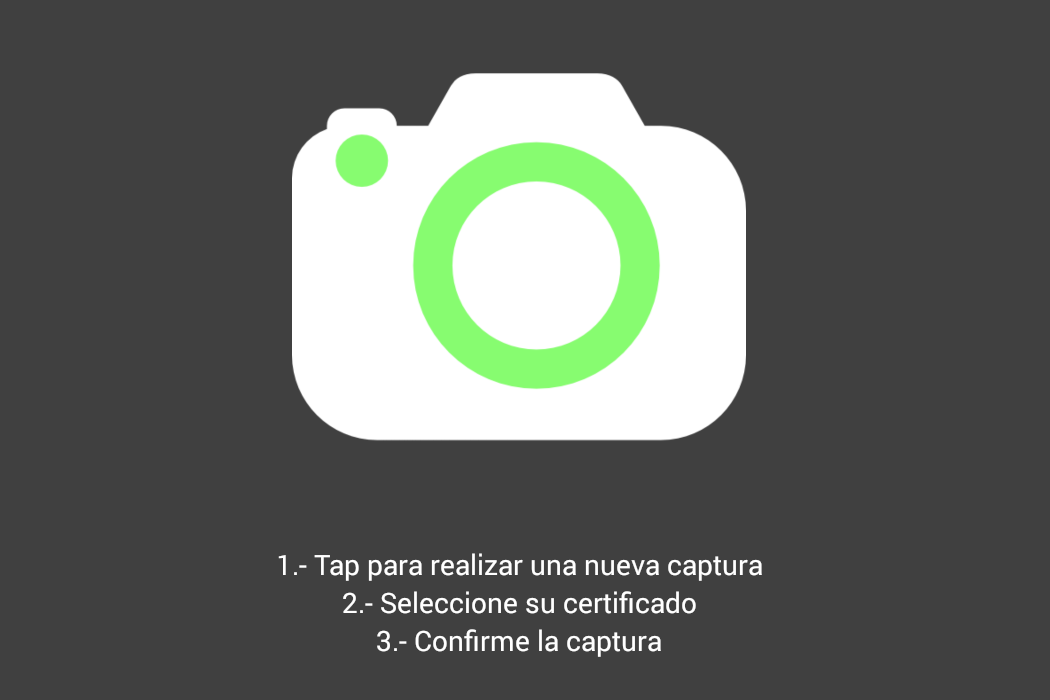 1.- Tap para realizar una nueva captura
2.- Seleccione su certificado
3.- Confirme la captura